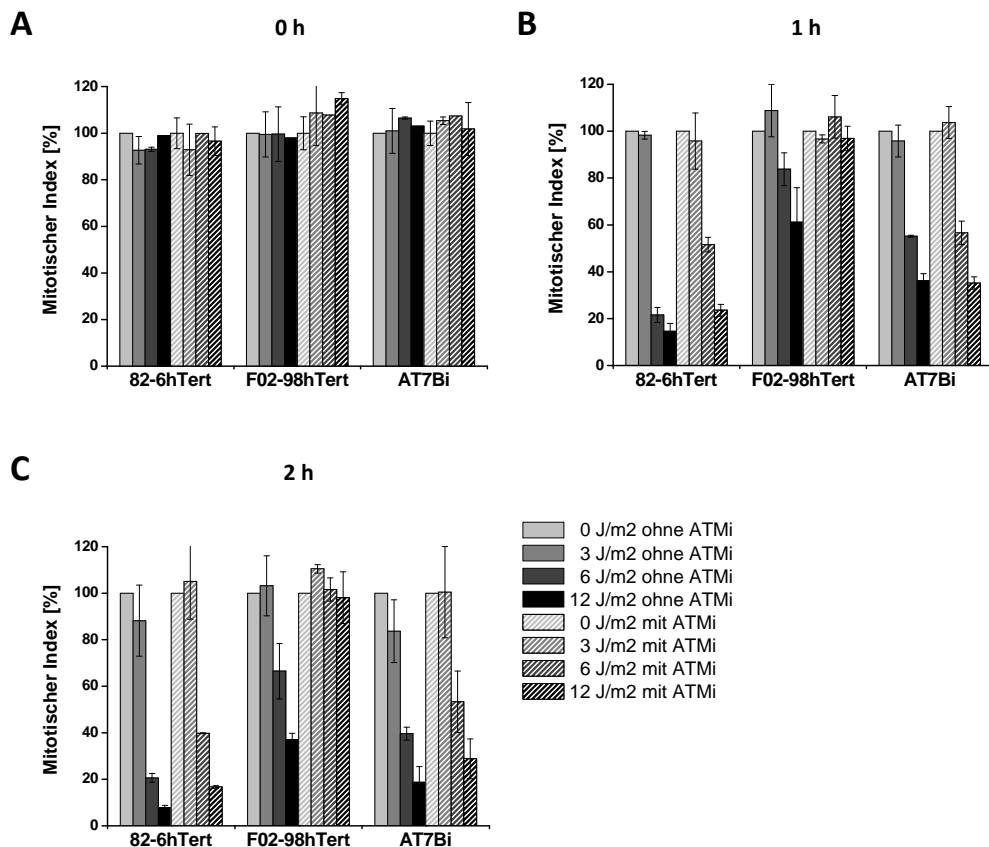 A
0 h
Mitotischer Index [%]
120
100
80
60
40
20
0
82-6hTert F02-98hTert AT7Bi
B
1 h
Mitotischer Index [%]
120
100
80
60
40
20
0
82-6hTert F02-98hTert AT7Bi
C
2 h
Mitotischer Index [%]
120
100
80
60
40
20
0
82-6hTert F02-98hTert AT7Bi
0 J/m2 ohne ATMi
3 J/m2 ohne ATMi
6 J/m2 ohne ATMi
12 J/m2 ohne ATMi
0 J/m2 mit ATMi
3 J/m2 mit ATMi
6 J/m2 mit ATMi
12 J/m2 mit ATMi